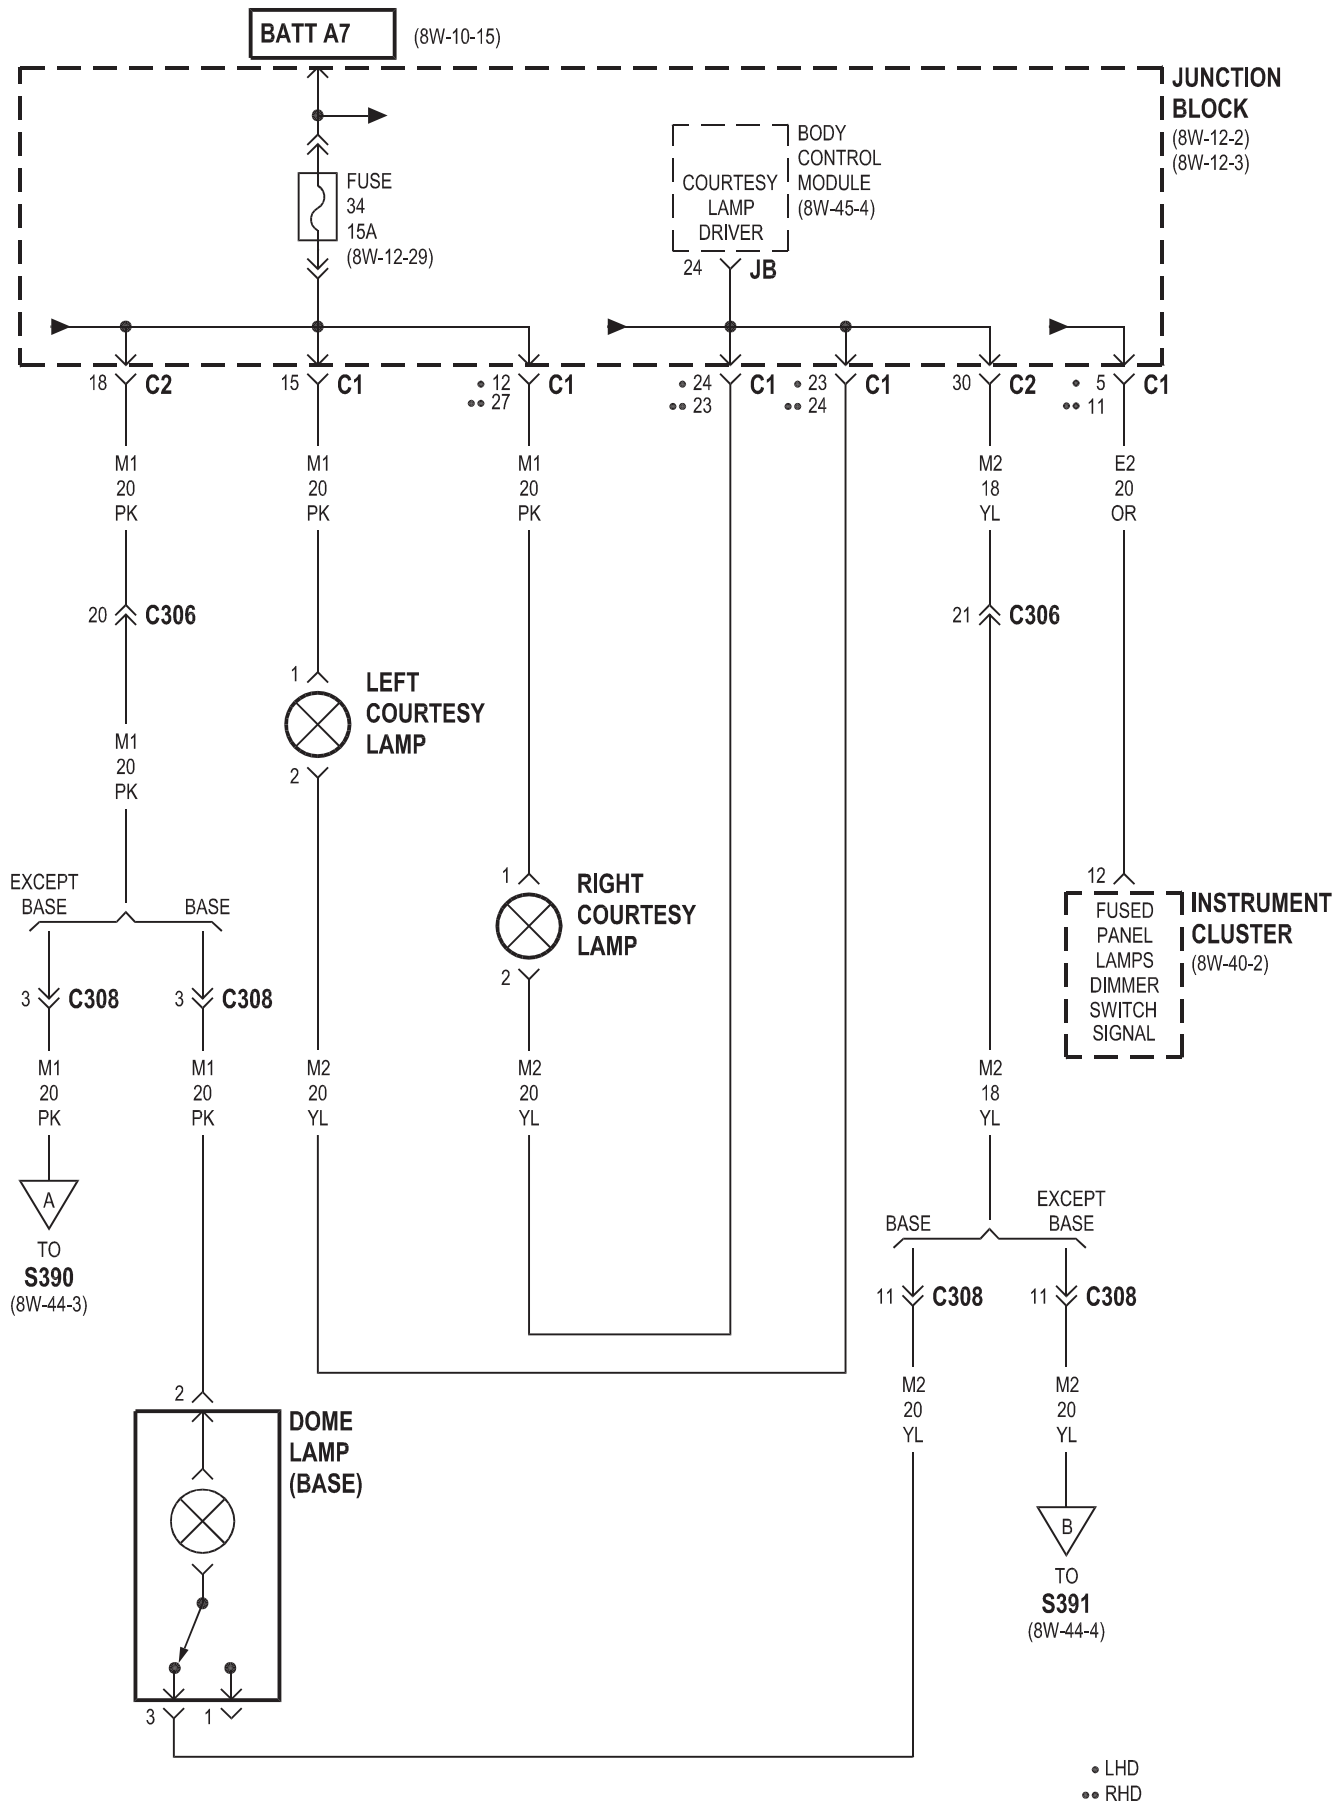 BATT A7 (8W-10-15)
JUNCTION
BLOCK
(8W-12-2)
(8W-12-3)
BODY
CONTROL
MODULE
(8W-45-4)
COURTESY
LAMP
DRIVER
FUSE
34
15A
(8W-12-29)
24 JB
18 C2
15 C1
• 12 C1
•• 27
• 24 C1
•• 23
• 23 C1
•• 24
30 C2
• 5 C1
•• 11
M1
20
PK
M1
20
PK
M1
20
PK
M2
18
YL
E2
20
OR
20 C306
21 C306
1
LEFT
COURTESY
LAMP
2
M1
20
PK
EXCEPT
BASE
BASE
1
RIGHT
COURTESY
LAMP
2
12
FUSED
PANEL
LAMPS
DIMMER
SWITCH
SIGNAL
INSTRUMENT
CLUSTER
(8W-40-2)
3 C308
3 C308
M1
20
PK
M1
20
PK
M2
20
YL
M2
20
YL
M2
18
YL
A
TO
S390
(8W-44-3)
BASE
EXCEPT
BASE
11 C308
11 C308
M2
20
YL
M2
20
YL
2
DOME
LAMP
(BASE)
B
TO
S391
(8W-44-4)
3
1
• LHD
•• RHD